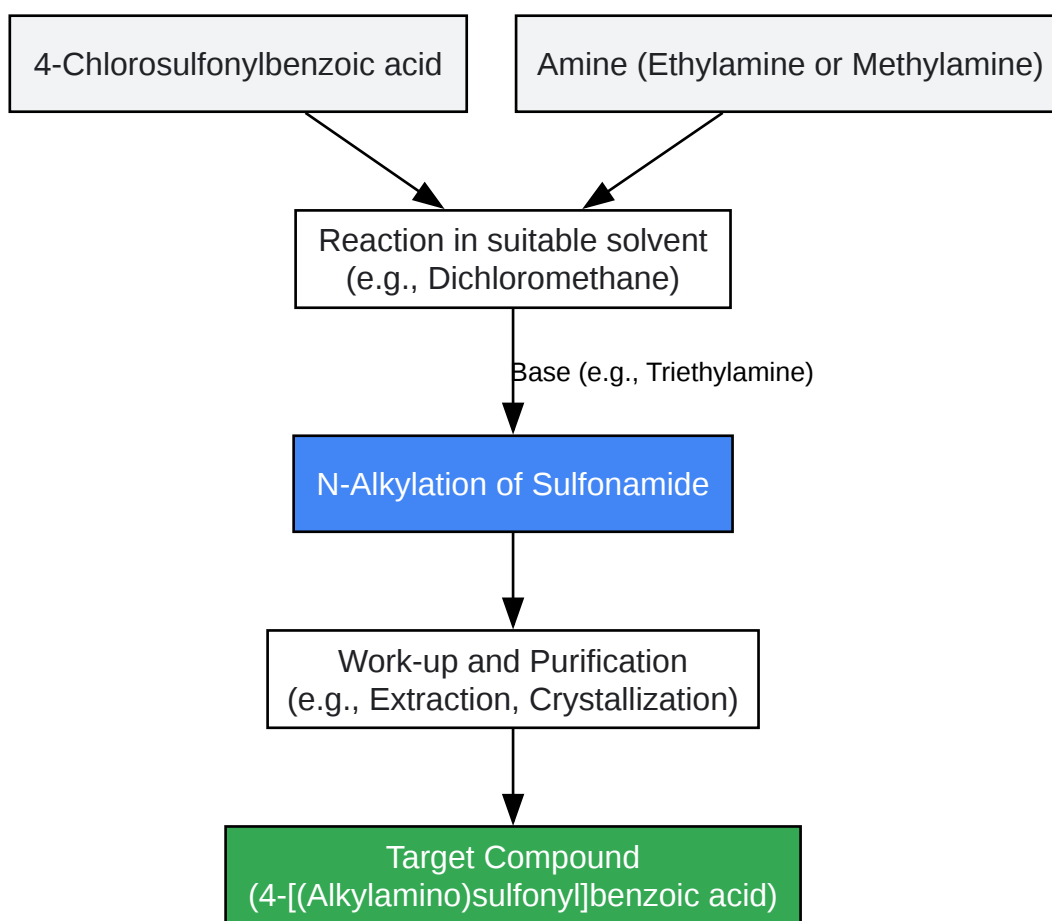 4-Chlorosulfonylbenzoic acid
Amine (Ethylamine or Methylamine)
Reaction in suitable solvent
(e.g., Dichloromethane)
Base (e.g., Triethylamine)
N-Alkylation of Sulfonamide
Work-up and Purification
(e.g., Extraction, Crystallization)
Target Compound
(4-[(Alkylamino)sulfonyl]benzoic acid)